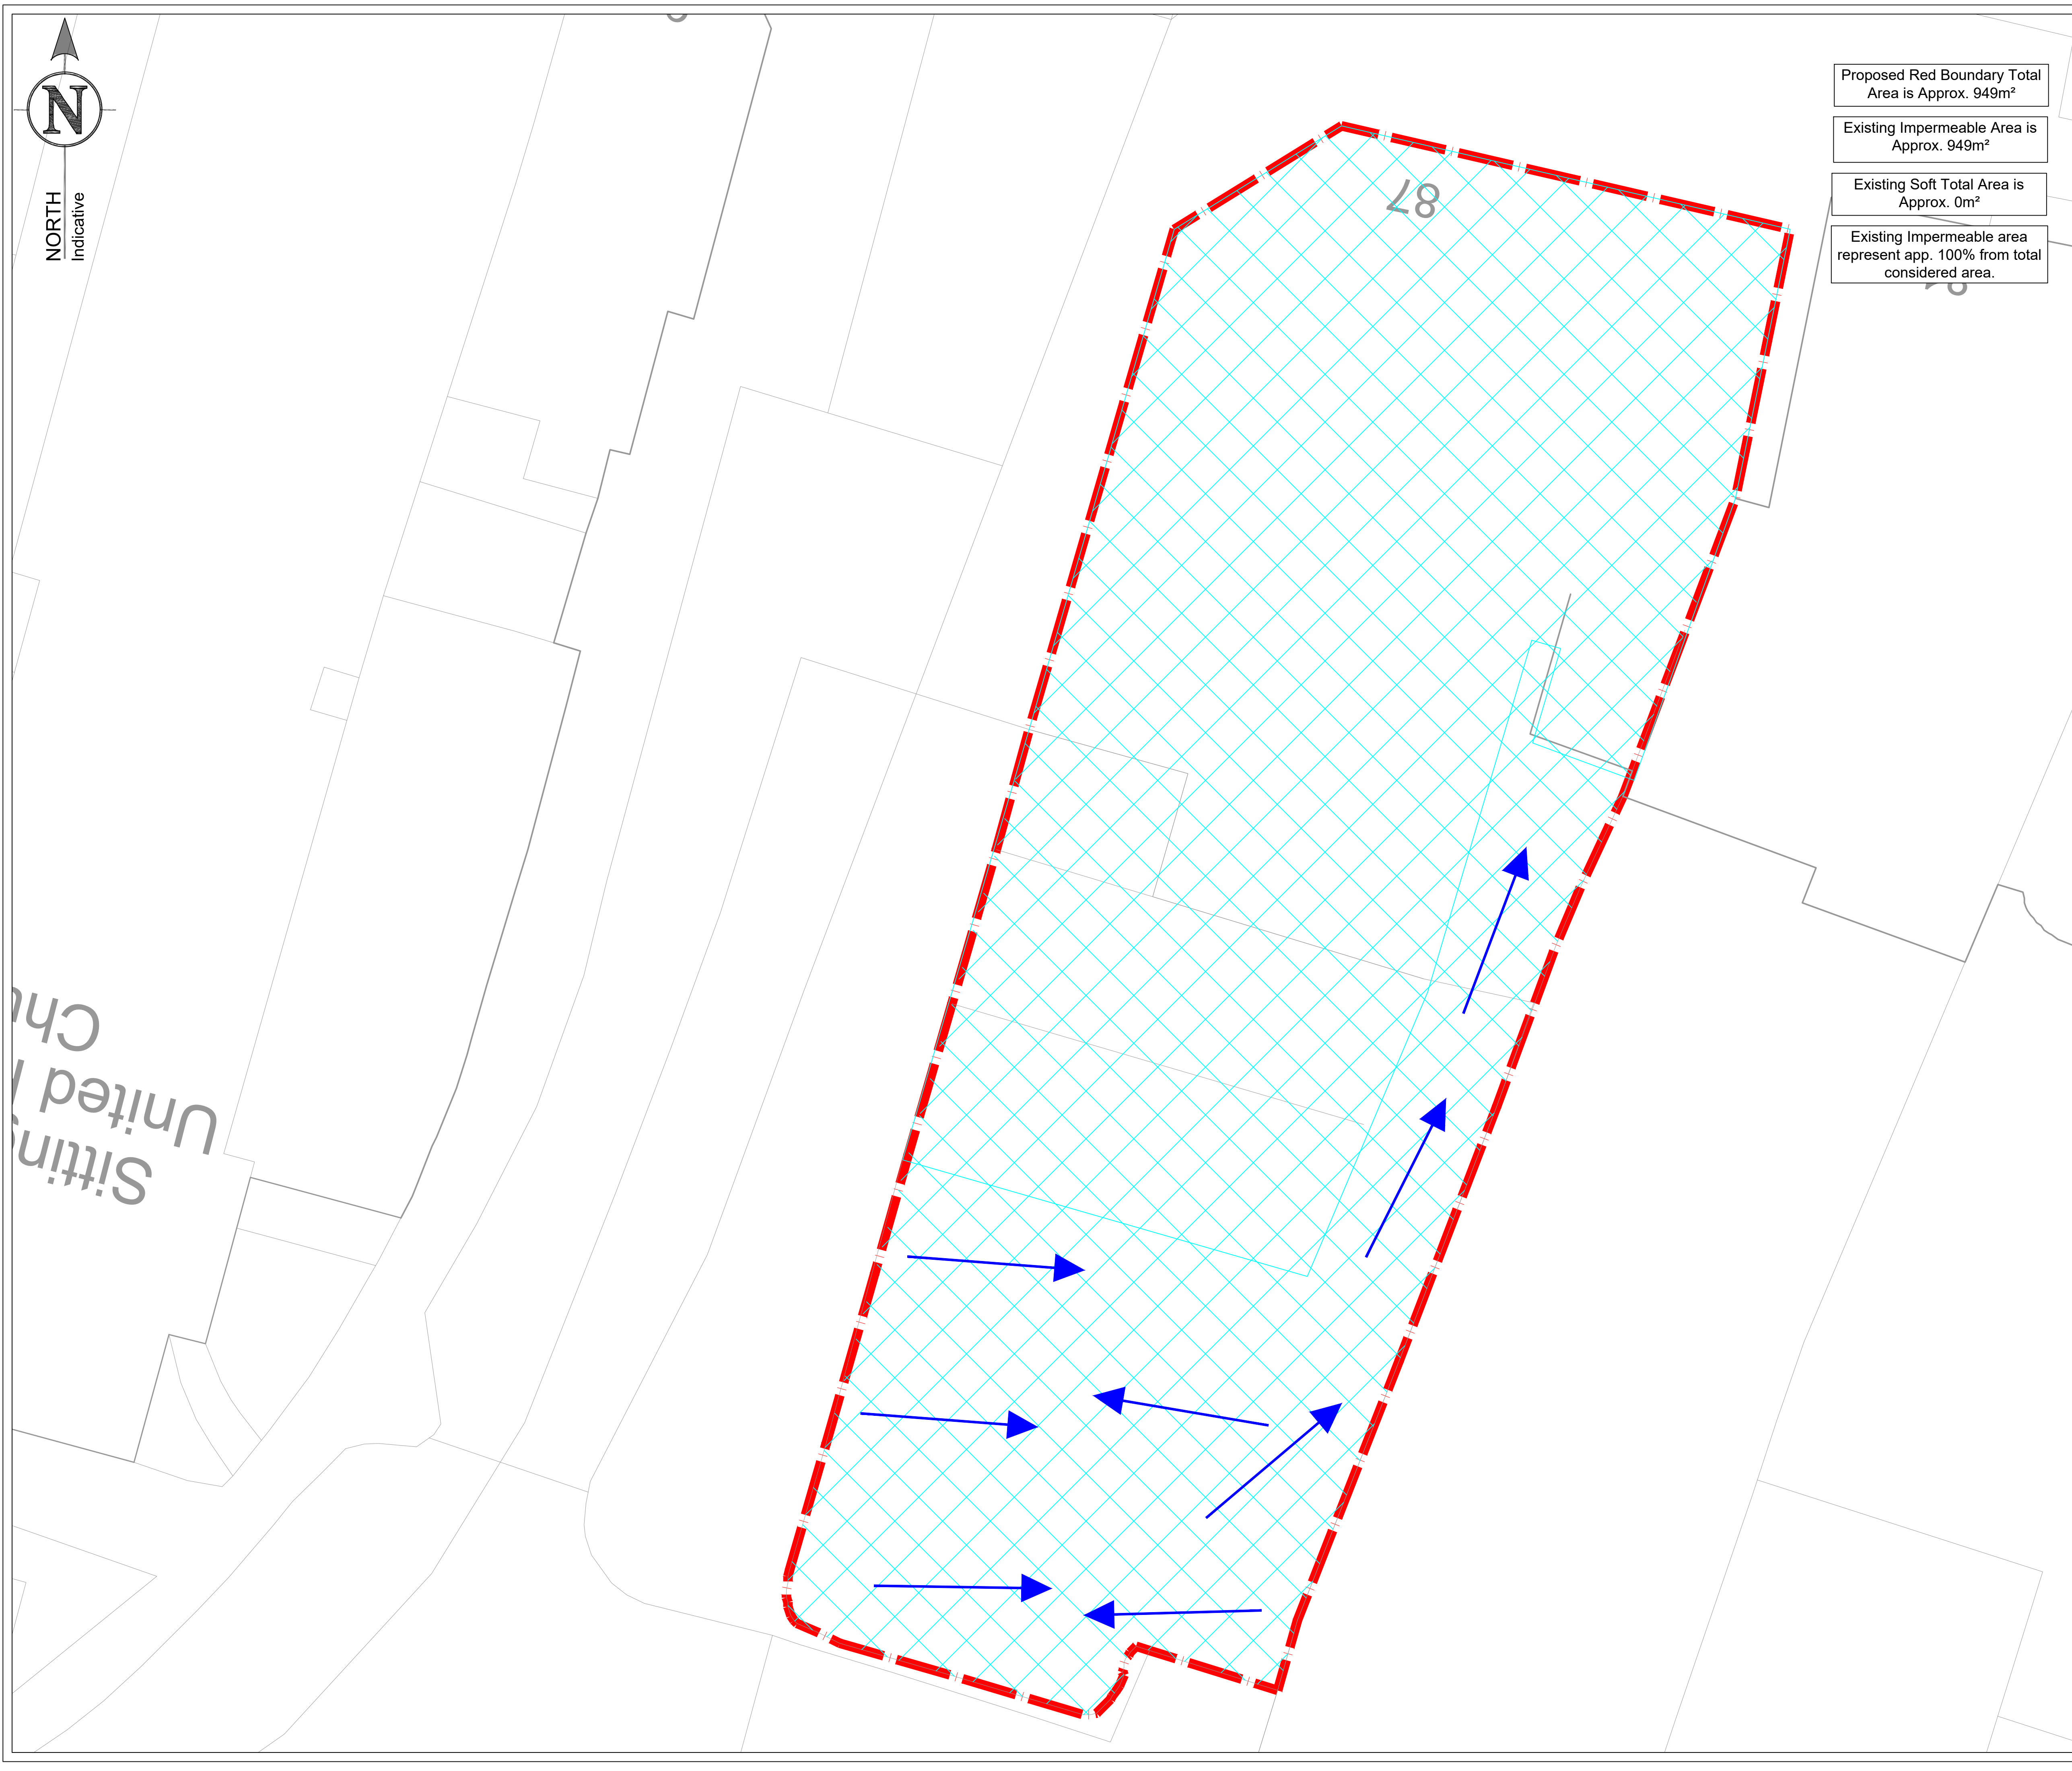 N
NORTH
Indicative
Proposed Red Boundary Total
Area is Approx. 949m²
Existing Impermeable Area is
Approx. 949m²
Existing Soft Total Area is
Approx. 0m²
Existing Impermeable area
represent app. 100% from total
considered area.
87
United